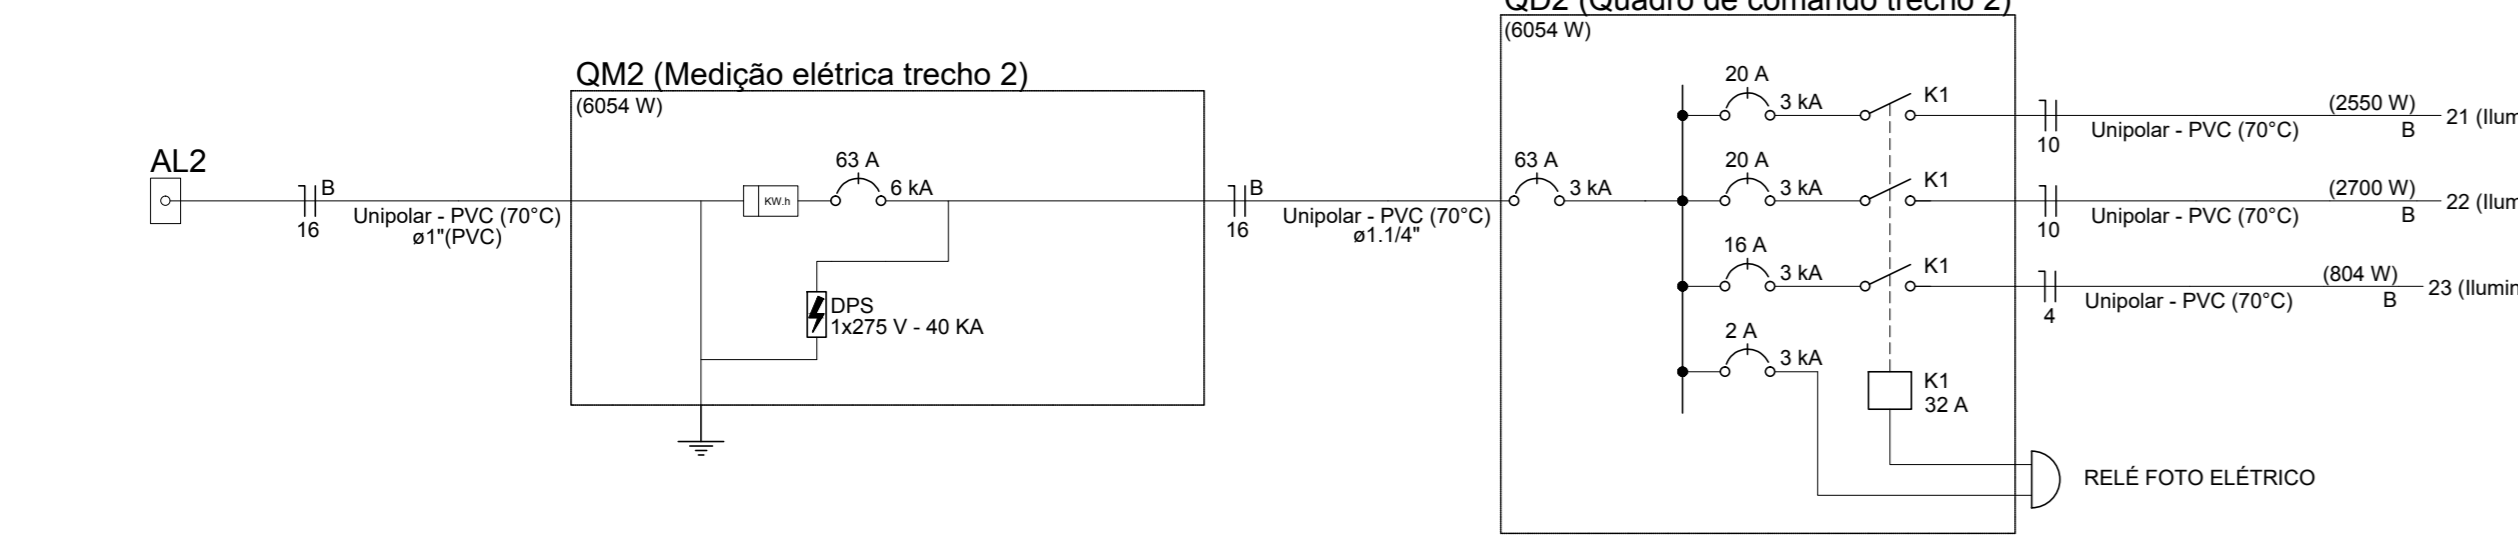 QD2 (Quadro de comando trecho 2)
(6054 W)
QM2 (Medição elétrica trecho 2)
(6054 W)
AL2
B
16
Unipolar - PVC (70°C)
ø1"(PVC)
KW.h
63 A
6 kA
DPS
1x275 V - 40 KA
B
16
Unipolar - PVC (70°C)
ø1.1/4"
63 A
3 kA
20 A
3 kA
K1
10
Unipolar - PVC (70°C)
(2550 W)
B
21 (Ilum
20 A
3 kA
K1
10
Unipolar - PVC (70°C)
(2700 W)
B
22 (Ilum
16 A
3 kA
K1
4
Unipolar - PVC (70°C)
(804 W)
B
23 (Ilumin
2 A
3 kA
K1
32 A
RELÉ FOTO ELÉTRICO